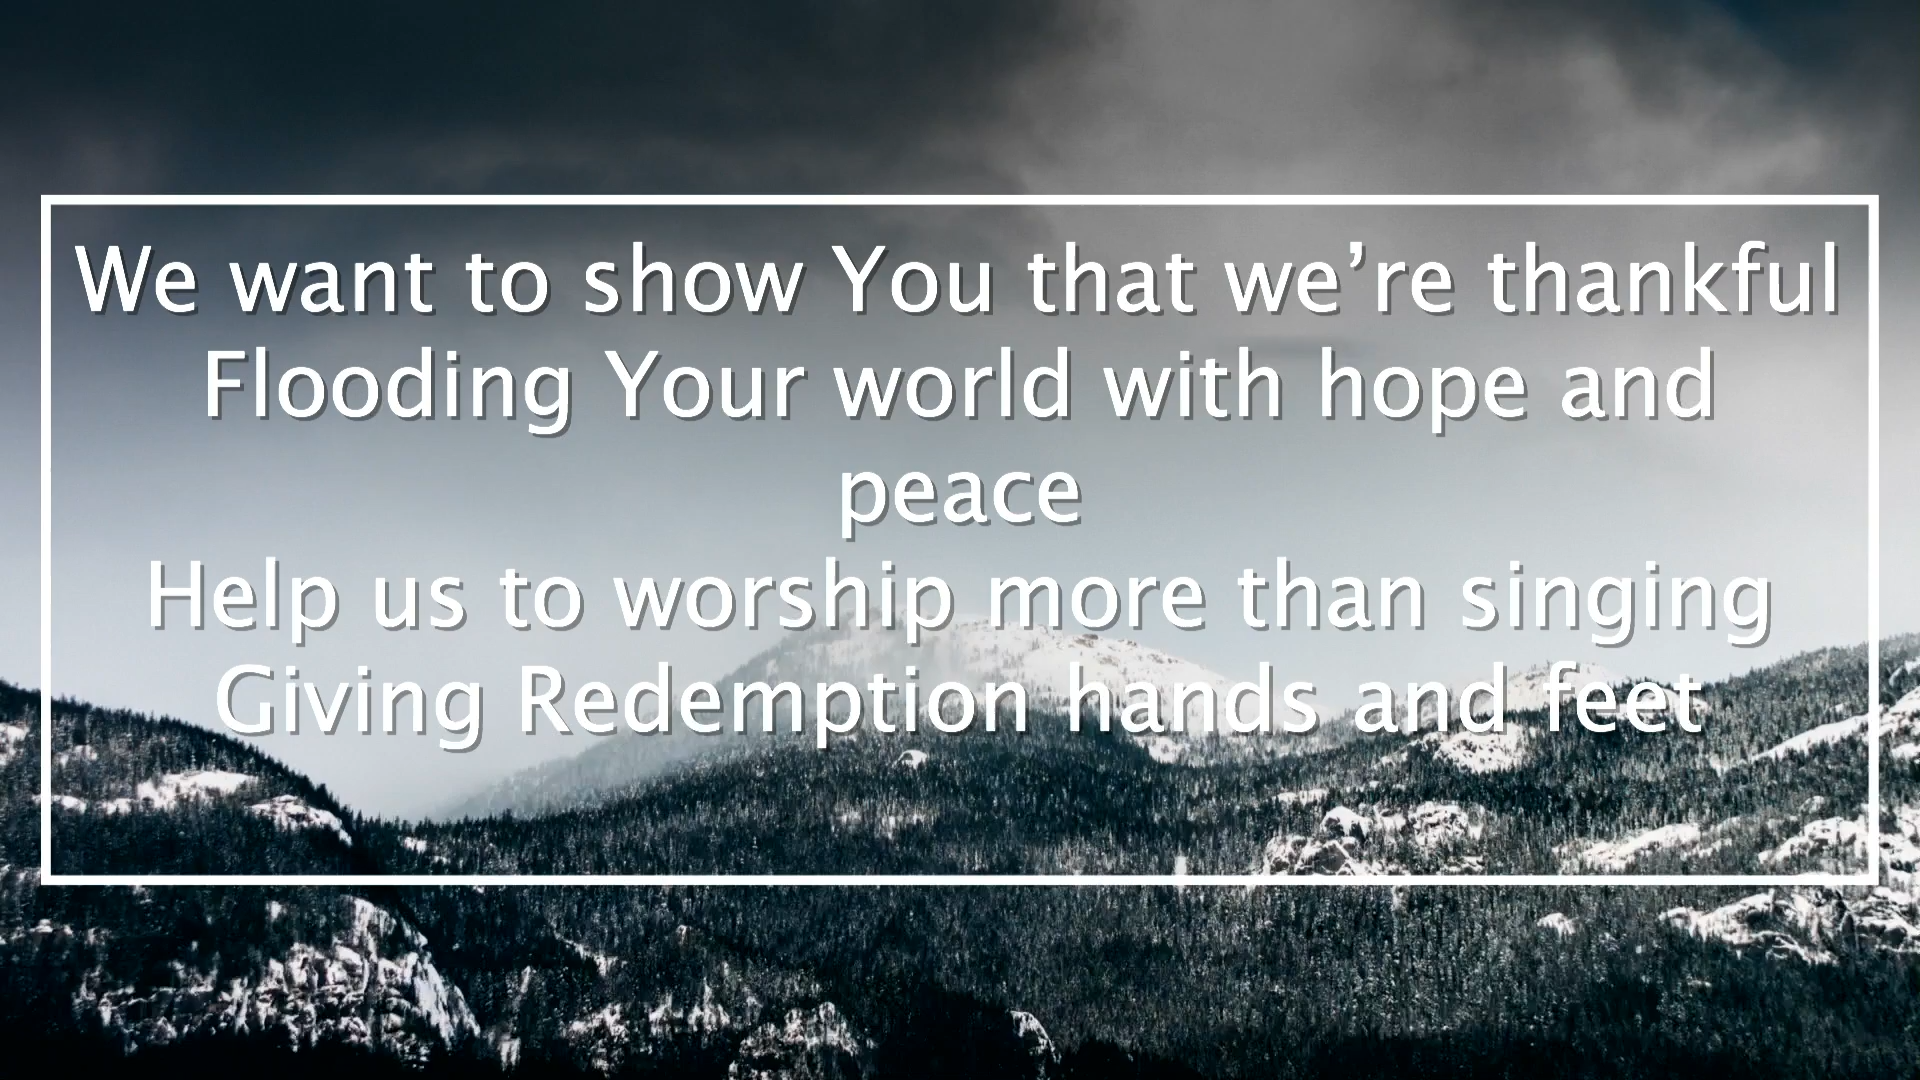 We want to show You that we’re thankful
Flooding Your world with hope and
peace
Help us to worship more than singing
Giving Redemption hands and feet